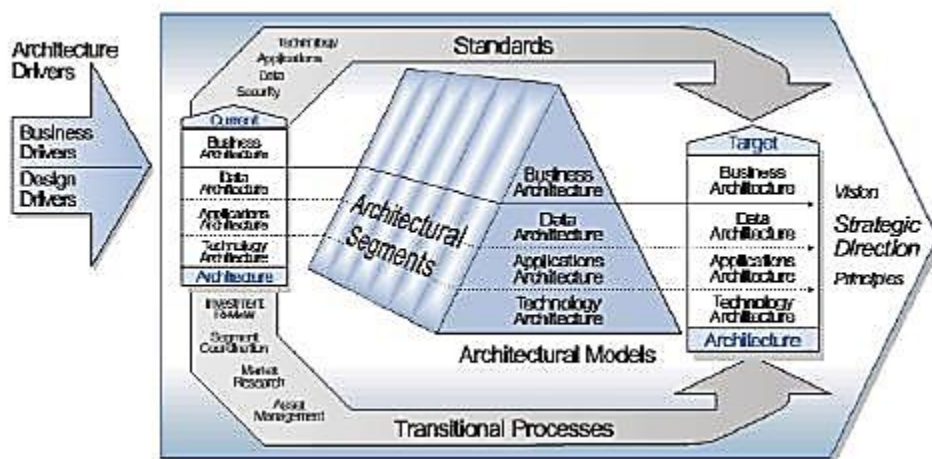 Architecture
Drivers
Business
Drivers
Design
Drivers
Technology
Applications
Data
Security
Standards
Current
Business
Architecture
Data
Architecture
Applications
Architecture
Technology
Architecture
Architecture
Investment
Review
Segment
Coordination
Market
Research
Asset
Management
Transitional Processes
Architectural
Segments
Business
Architecture
Data
Architecture
Applications
Architecture
Technology
Architecture
Architectural Models
Target
Business
Architecture
Data
Architecture
Applications
Architecture
Technology
Architecture
Architecture
Vision
Strategic
Direction
Principles